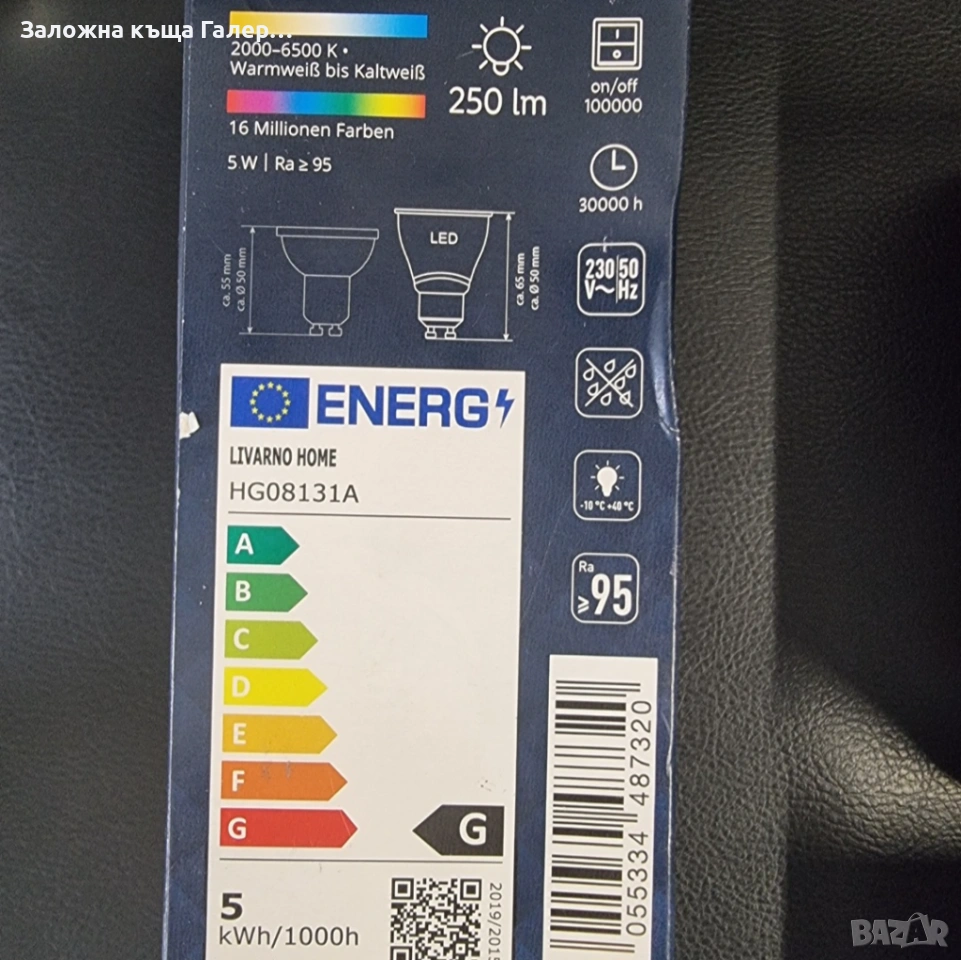 Заложна къща Галер...
2000–6500 K •
Warmweiß bis Kaltweiß
16 Millionen Farben
5 W | Ra ≥ 95
250 lm
on/off
100000
30000 h
LED
ca. 55 mm
ca. Ø 50 mm
ca. 65 mm
ca. Ø 50 mm
230 V~ 50 Hz
-10 °C +40 °C
Ra
≥95
ENERG
LIVARNO HOME
HG08131A
A
B
C
D
E
F
G
G
5
kWh/1000h
2019/2015
055334 487320
BAZAR